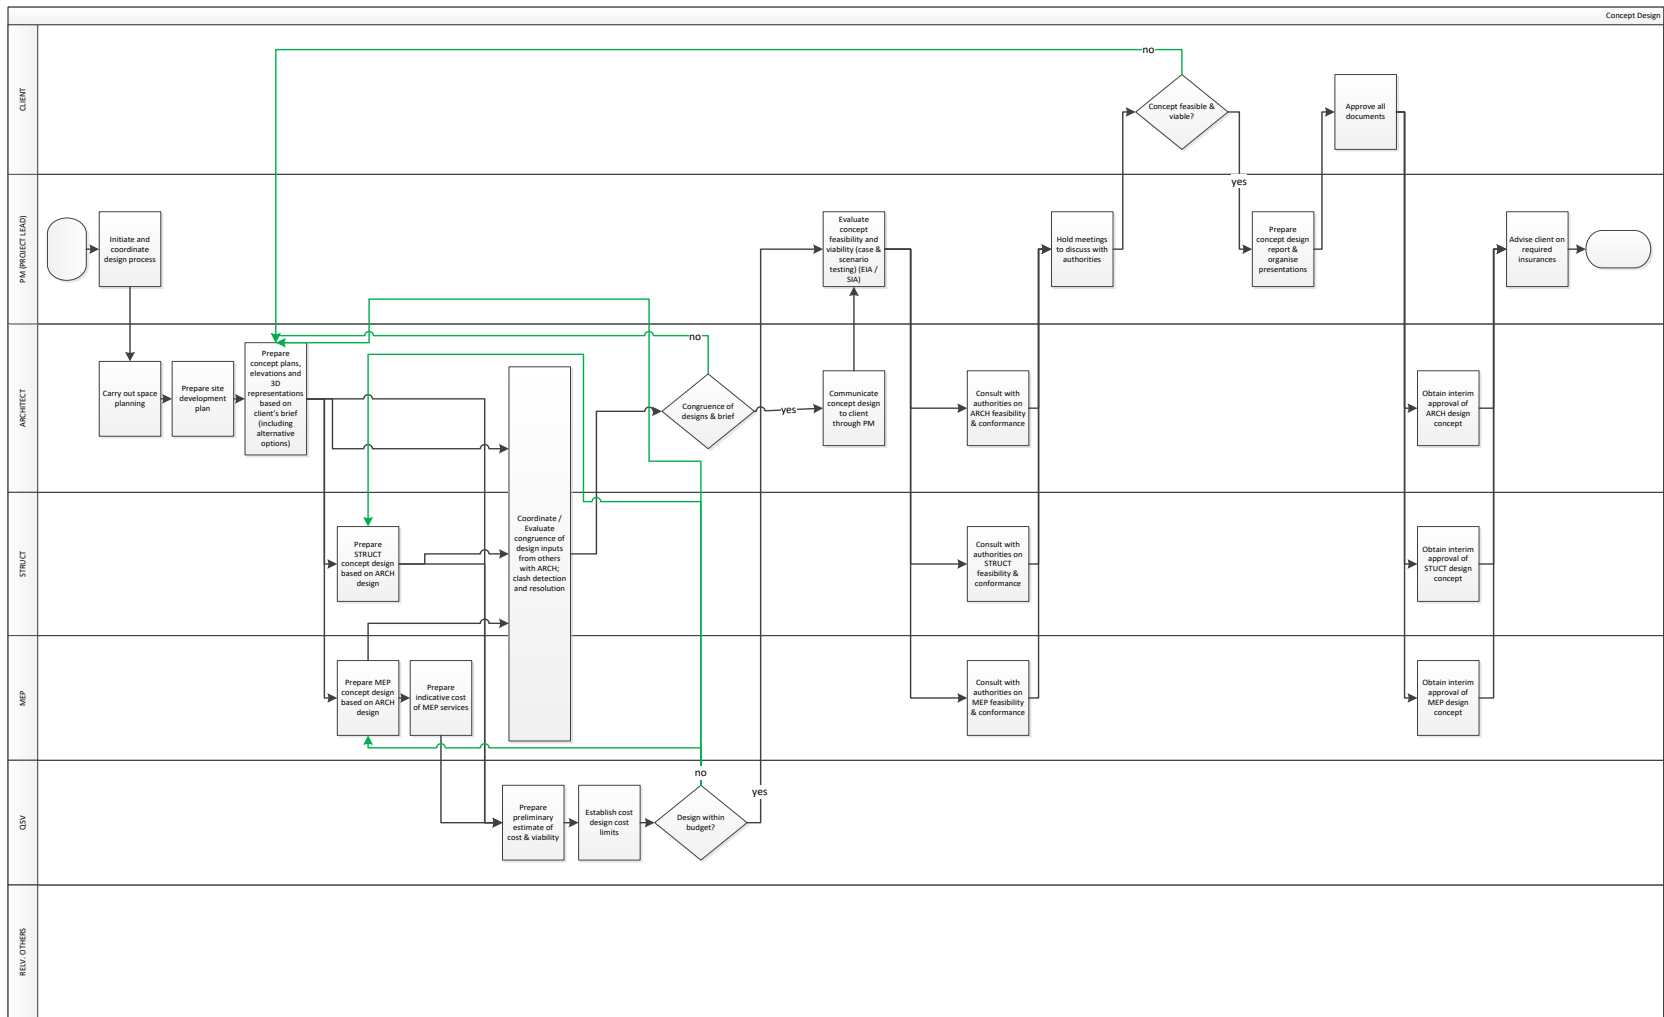 Concept Design
CLIENT
no
Concept feasible &
viable?
Approve all
documents
yes
PM (PROJECT LEAD)
Initiate and
coordinate
design process
Evaluate
concept
feasibility and
viability (case &
scenario
testing) (EIA /
SIA)
Hold meetings
to discuss with
authorities
Prepare
concept design
report &
organise
presentations
Advise client on
required
insurances
ARCHITECT
Carry out space
planning
Prepare site
development
plan
Prepare
concept plans,
elevations and
3D
representations
based on
client's brief
(including
alternative
options)
no
Congruence of
designs & brief
yes
Communicate
concept design
to client
through PM
Consult with
authorities on
ARCH feasibility
& conformance
Obtain interim
approval of
ARCH design
concept
STRUCT
Prepare
STRUCT
concept design
based on ARCH
design
Coordinate /
Evaluate
congruence of
design inputs
from others
with ARCH;
clash detection
and resolution
Consult with
authorities on
STRUCT
feasibility &
conformance
Obtain interim
approval of
STUCT design
concept
MEP
Prepare MEP
concept design
based on ARCH
design
Prepare
indicative cost
of MEP services
Consult with
authorities on
MEP feasibility
& conformance
Obtain interim
approval of
MEP design
concept
QSV
Prepare
preliminary
estimate of
cost & viability
Establish cost
design cost
limits
no
Design within
budget?
yes
RELV. OTHERS